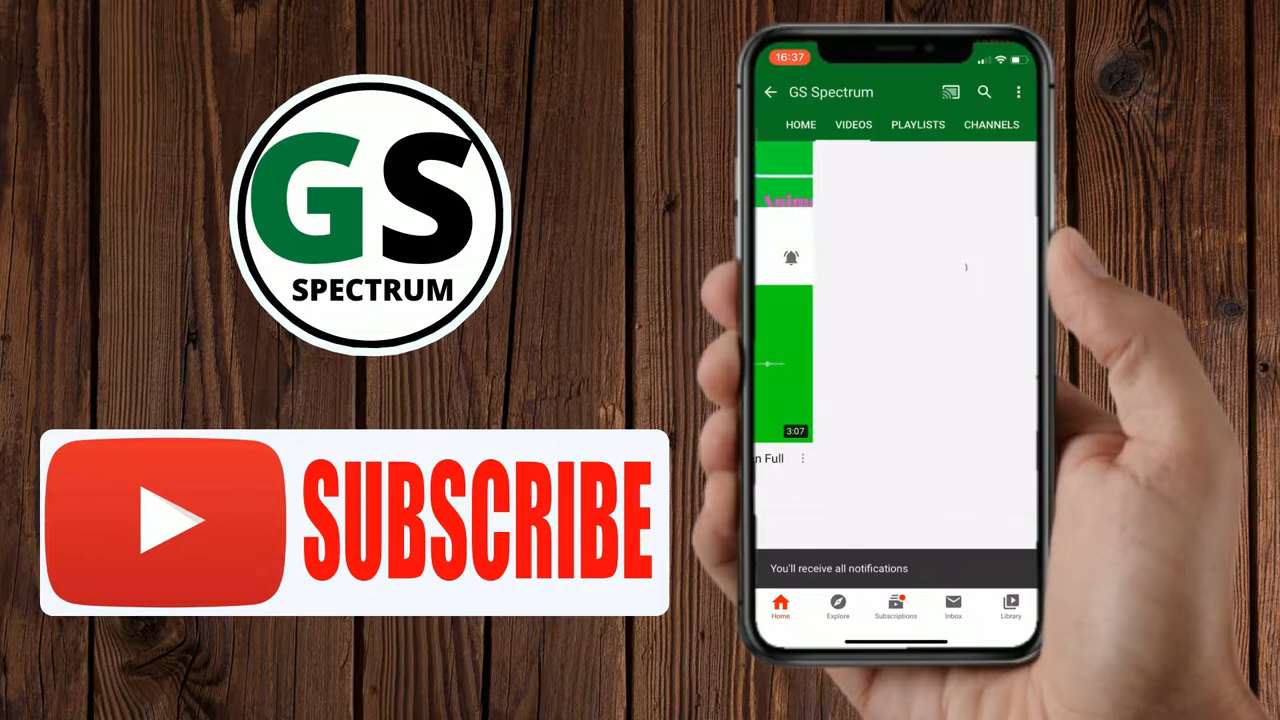 GS
SPECTRUM
SUBSCRIBE
16:37
GS Spectrum
HOME VIDEOS PLAYLISTS CHANNELS
3:07
Full
You'll receive all notifications
Home Explore Subscriptions Inbox Library